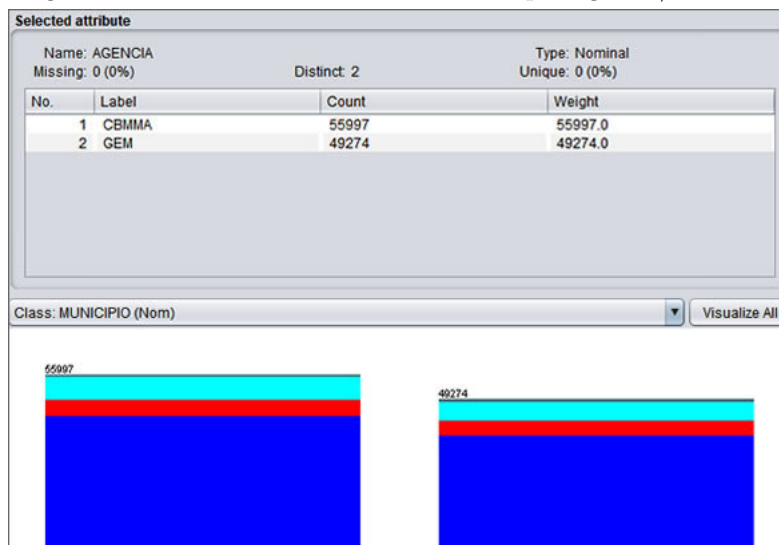 Selected attribute
Name: AGENCIA Type: Nominal
Missing: 0 (0%) Distinct: 2 Unique: 0 (0%)
No. Label Count Weight
1 CBMMA 55997 55997.0
2 GEM 49274 49274.0
Class: MUNICIPIO (Nom) Visualize All
55997
49274